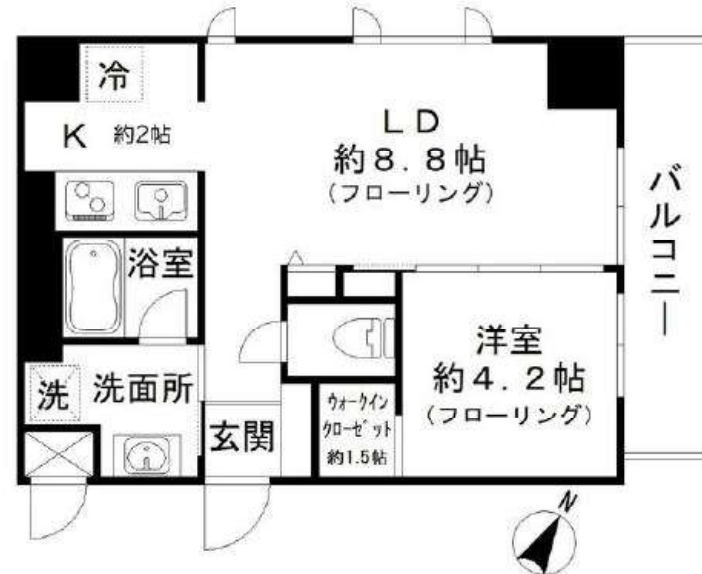 冷
K 約2帖
LD
約8.8帖
(フローリング)
バルコニー
浴室
洋室
約4.2帖
(フローリング)
洗
洗面所
玄関
ウォークイン
クローゼット
約1.5帖
N